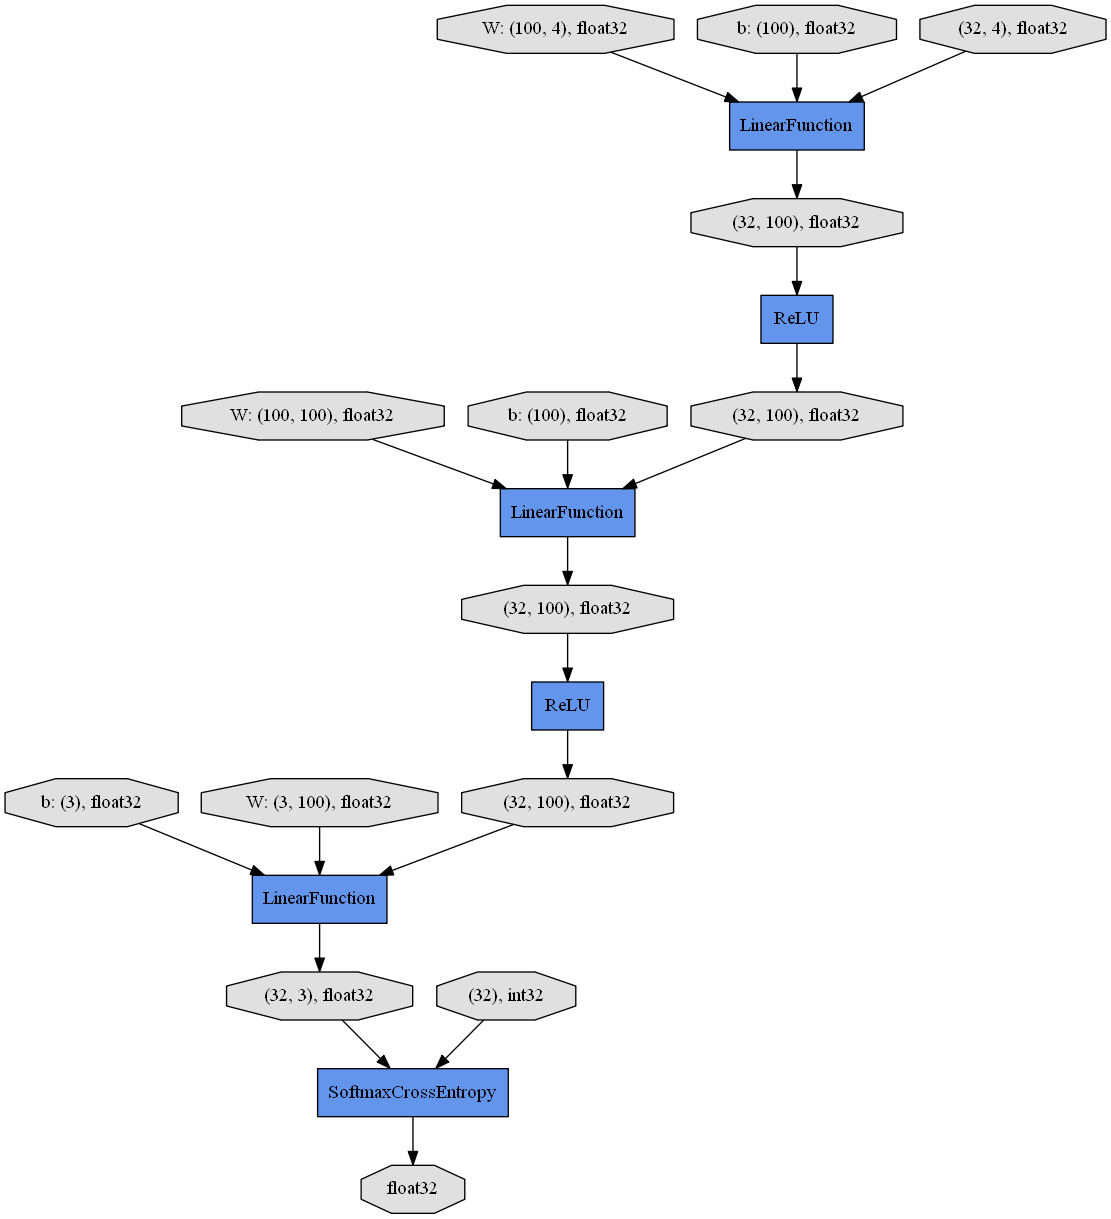 W: (100, 4), float32
b: (100), float32
(32, 4), float32
LinearFunction
(32, 100), float32
ReLU
W: (100, 100), float32
b: (100), float32
(32, 100), float32
LinearFunction
(32, 100), float32
ReLU
b: (3), float32
W: (3, 100), float32
(32, 100), float32
LinearFunction
(32, 3), float32
(32), int32
SoftmaxCrossEntropy
float32